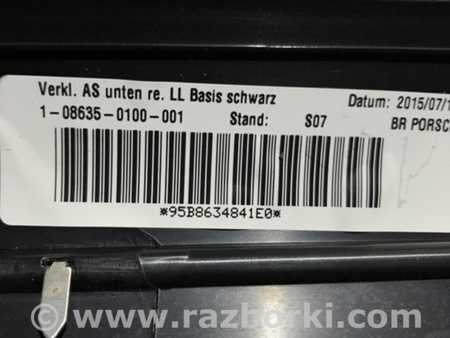 Verkl. AS unten re. LL Basis schwarz
Datum: 2015/07/1
1-08635-0100-001
Stand: S07
BR PORSC
*95B8634841E0*
www.razborki.com